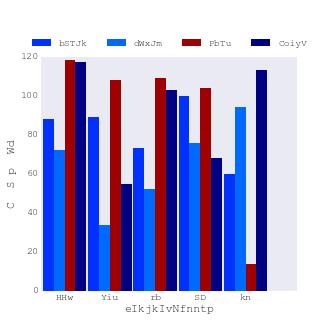 bSTJk dWxJm PbTu CoiyV
120
100
80
60
40
20
0
C S p Wd
HHw Yiu rb SD kn
eIkjkIvNfnntp